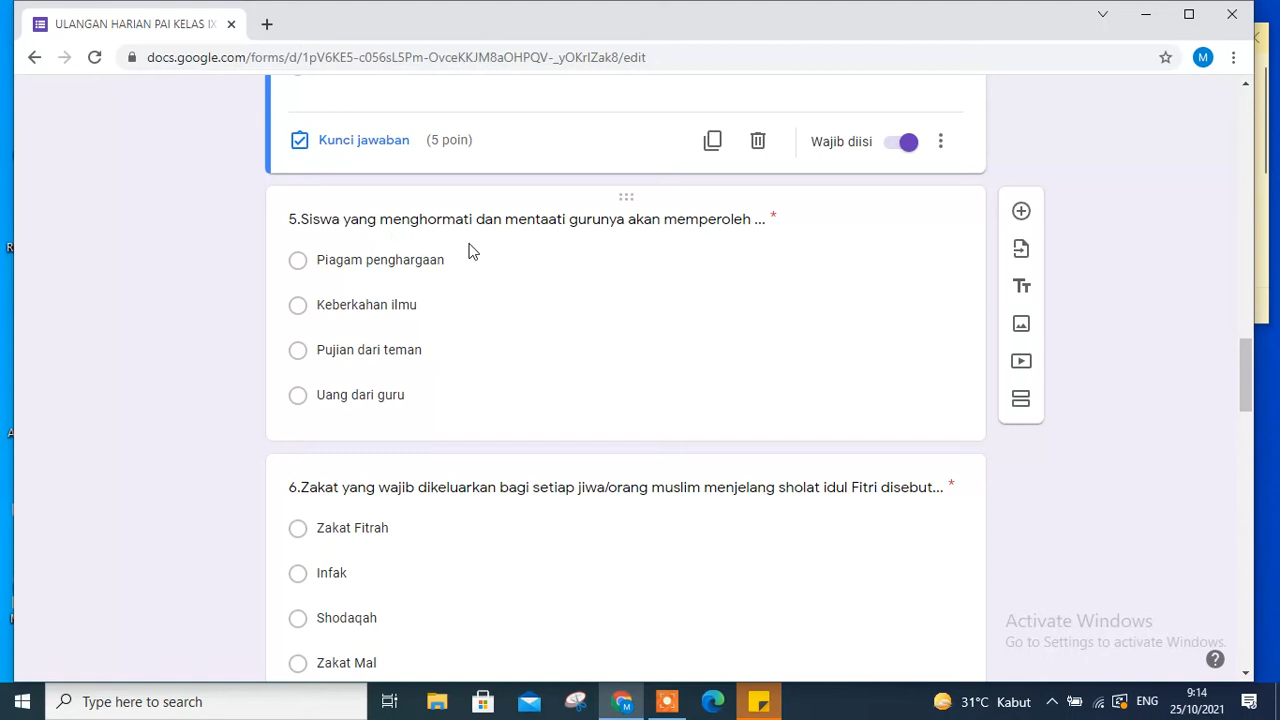 ULANGAN HARIAN PAI KELAS IX
docs.google.com/forms/d/1pV6KE5-c056sL5Pm-OvceKKJM8aOHPQV-_yOKrIZak8/edit
M
Kunci jawaban (5 poin)
Wajib diisi
5.Siswa yang menghormati dan mentaati gurunya akan memperoleh ... *
Piagam penghargaan
Keberkahan ilmu
Pujian dari teman
Uang dari guru
6.Zakat yang wajib dikeluarkan bagi setiap jiwa/orang muslim menjelang sholat idul Fitri disebut... *
Zakat Fitrah
Infak
Shodaqah
Zakat Mal
Activate Windows
Go to Settings to activate Windows.
Type here to search
31°C Kabut
ENG
9:14
25/10/2021